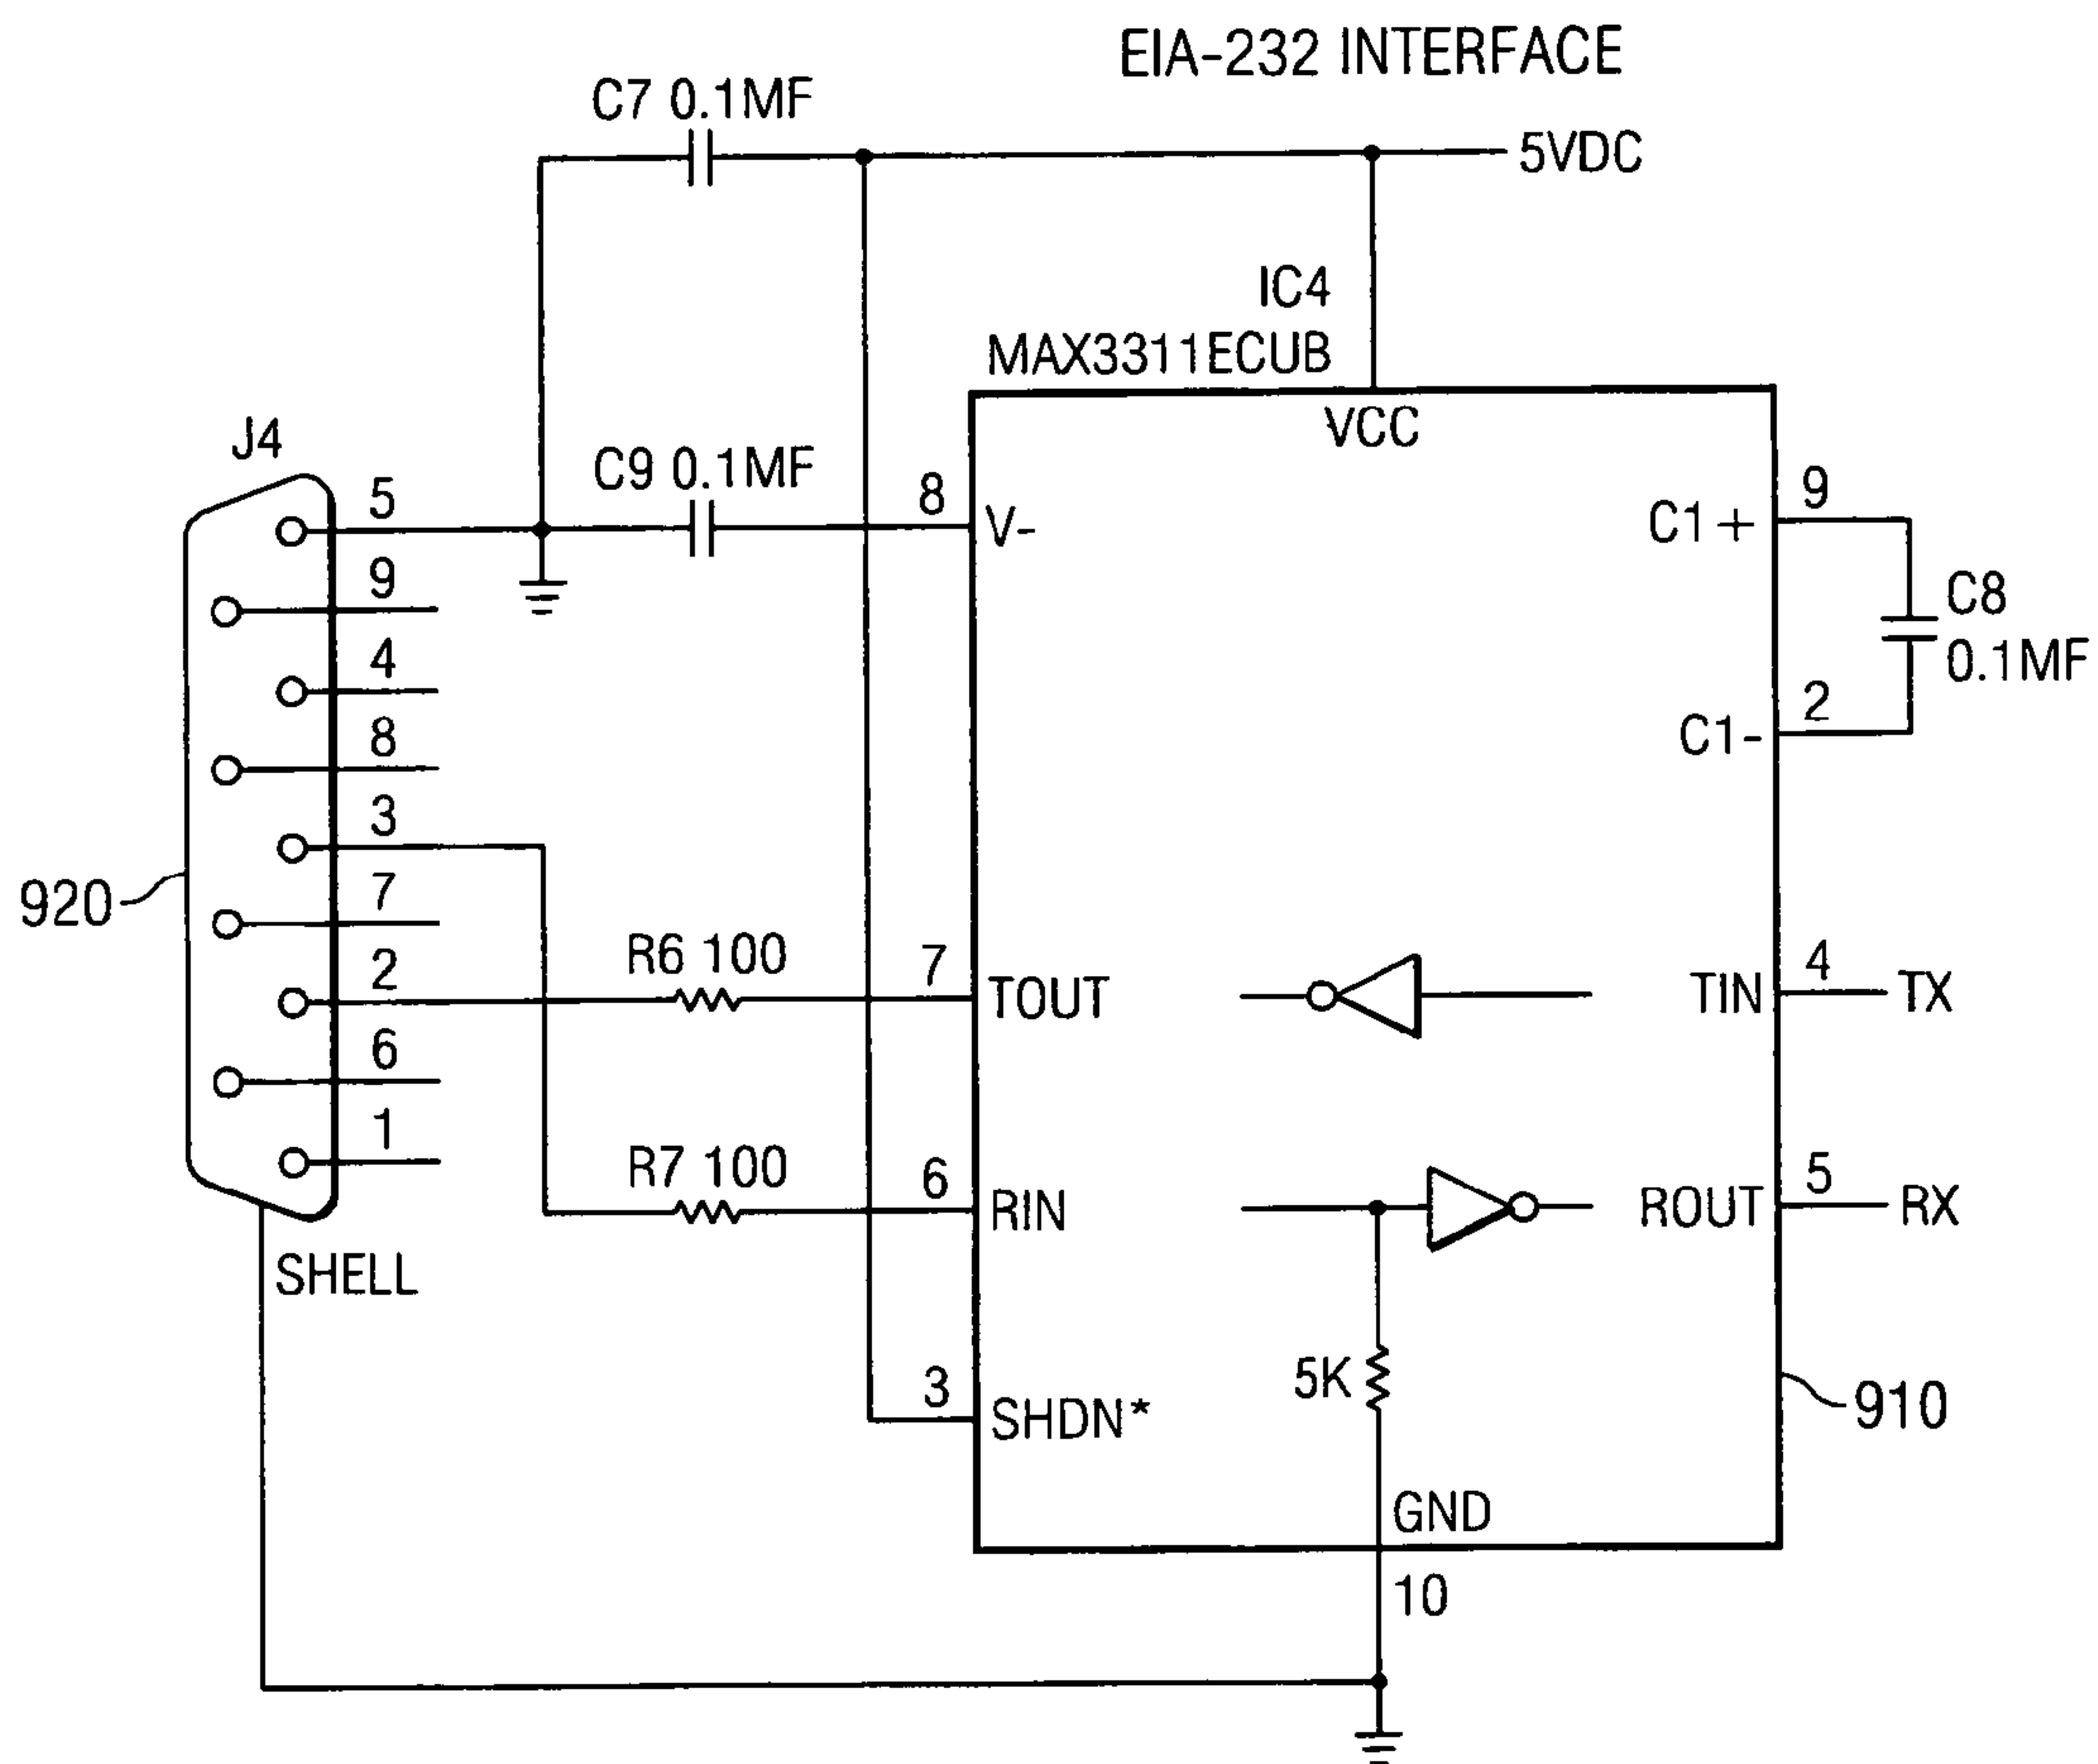 EIA-232 INTERFACE
C7 0.1MF
5VDC
IC4
MAX3311ECUB
VCC
J4
C9 0.1MF
5
8
V-
C1+
9
9
C8
0.1MF
4
C1-
2
8
3
920
7
R6 100
7
TOUT
TIN
4
TX
2
6
1
R7 100
6
RIN
ROUT
5
RX
SHELL
5K
3
SHDN*
910
GND
10